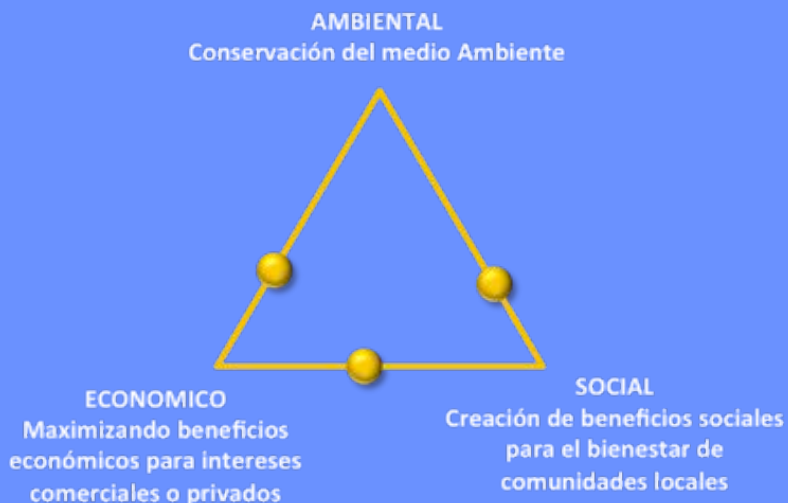 AMBIENTAL
Conservación del medio Ambiente
ECONOMICO
Maximizando beneficios
económicos para intereses
comerciales o privados
SOCIAL
Creación de beneficios sociales
para el bienestar de
comunidades locales